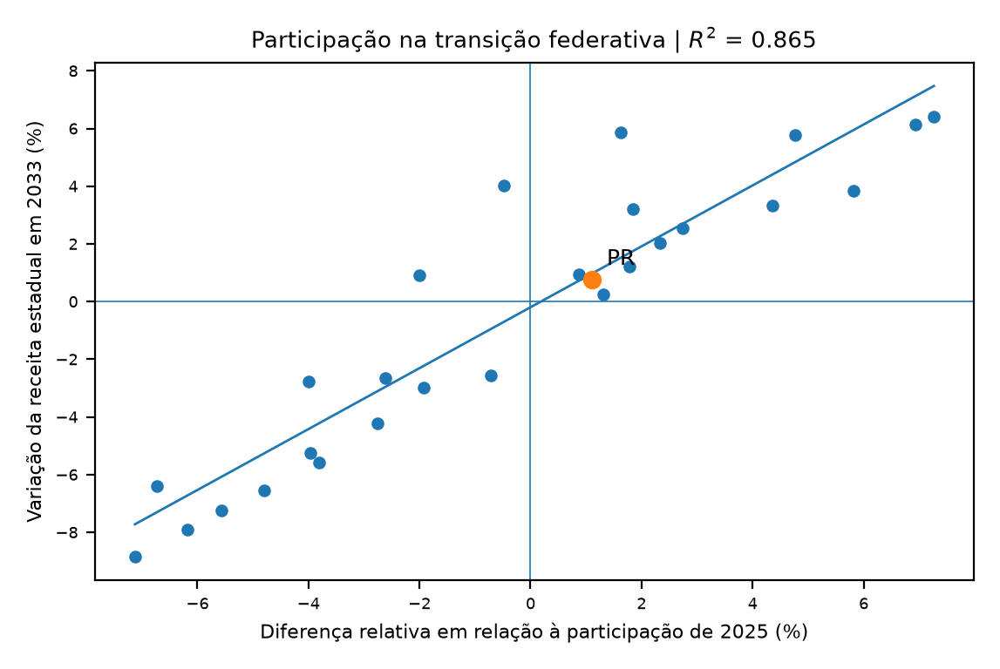 Participação na transição federativa | R² = 0.865
Variação da receita estadual em 2033 (%)
8
6
4
2
0
−2
−4
−6
−8
PR
−6 −4 −2 0 2 4 6
Diferença relativa em relação à participação de 2025 (%)